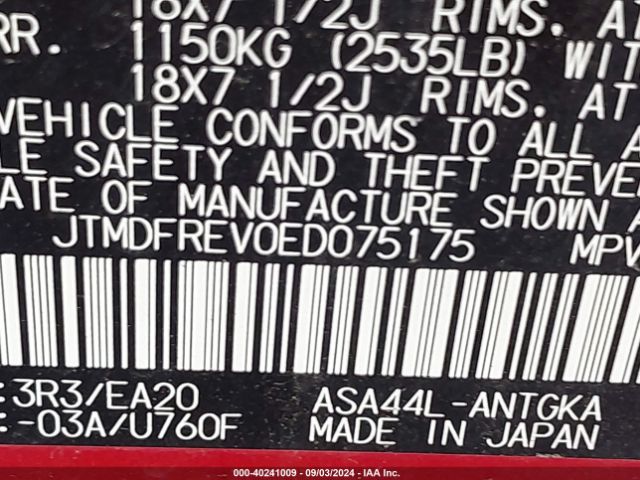 18X7 1/2J RIMS. AT
RR. 1150KG (2535LB) WIT
18X7 1/2J RIMS. AT
VEHICLE CONFORMS TO ALL A
LE SAFETY AND THEFT PREVE
ATE OF MANUFACTURE SHOWN A
JTMDFREV0ED075175 MPV
:3R3/EA20 ASA44L-ANTGKA
:-03A/U760F MADE IN JAPAN
000-40241009 - 09/03/2024 - IAA Inc.